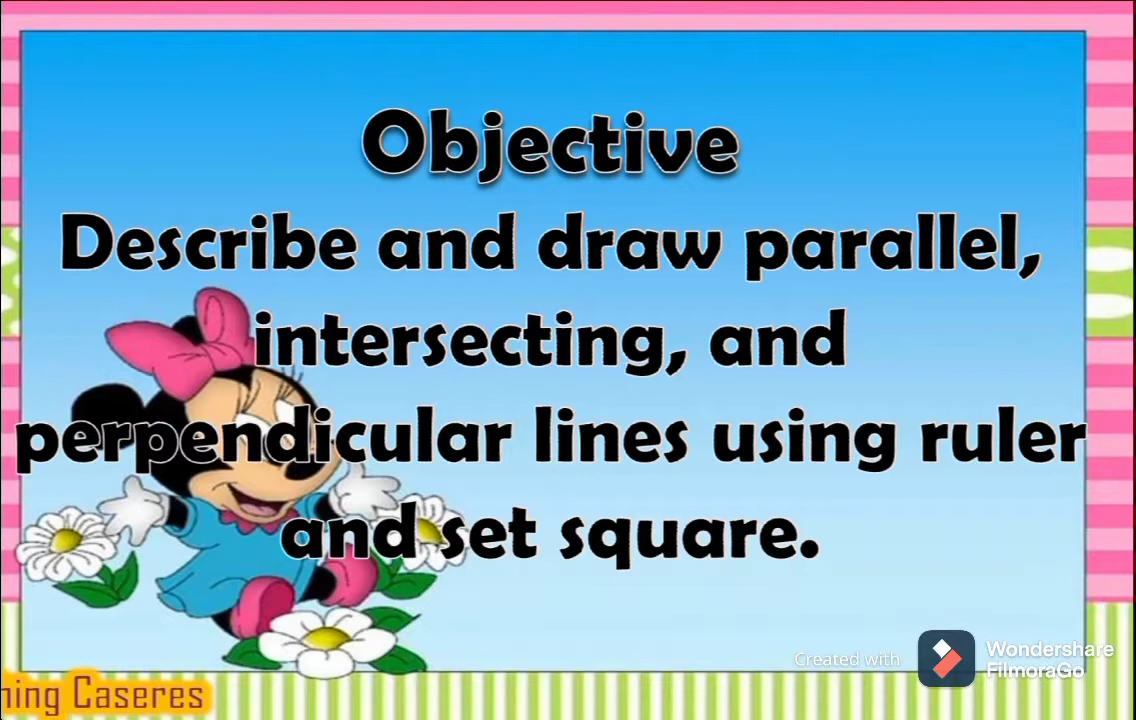 Objective
Describe and draw parallel,
intersecting, and
perpendicular lines using ruler
and set square.
Created with
Wondershare
FilmoraGo
Caseres